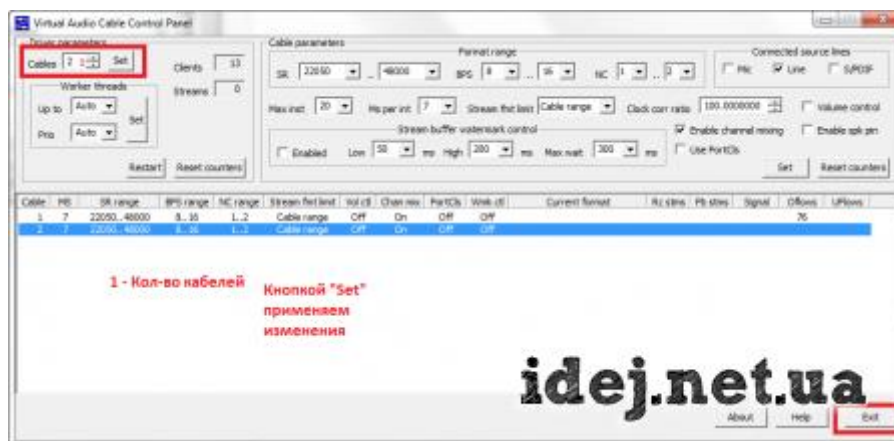 Virtual Audio Cable Control Panel
Driver parameters
Cables 2 1 Set
Clients 13
Streams 0
Worker threads
Up to Auto
Set
Prio Auto
Restart Reset counters
Cable parameters
Format range
SR 22050 .. 48000 BPS 8 .. 16 NC 1 .. 2
Connected source lines
Mic Line S/PDIF
Max inst 20 Ms per int 7 Stream fmt limit Cable range Clock corr ratio 100.0000000 Volume control
Stream buffer watermark control
Enabled Low 50 ms High 200 ms Max wait 300 ms
Enable channel mixing Enable spk pin
Use PortCls
Set Reset counters
Cable MS SR range BPS range NC range Stream fmt limit Vol ctl Chan mix PortCls Wmk ctl Current format Rc stms Pb stms Signal Oflows UFlows
1 7 22050..48000 8..16 1..2 Cable range Off On Off Off 76
2 7 22050..48000 8..16 1..2 Cable range Off On Off Off
1 - Кол-во кабелей
Кнопкой "Set"
применяем
изменения
idej.net.ua
About Help Exit